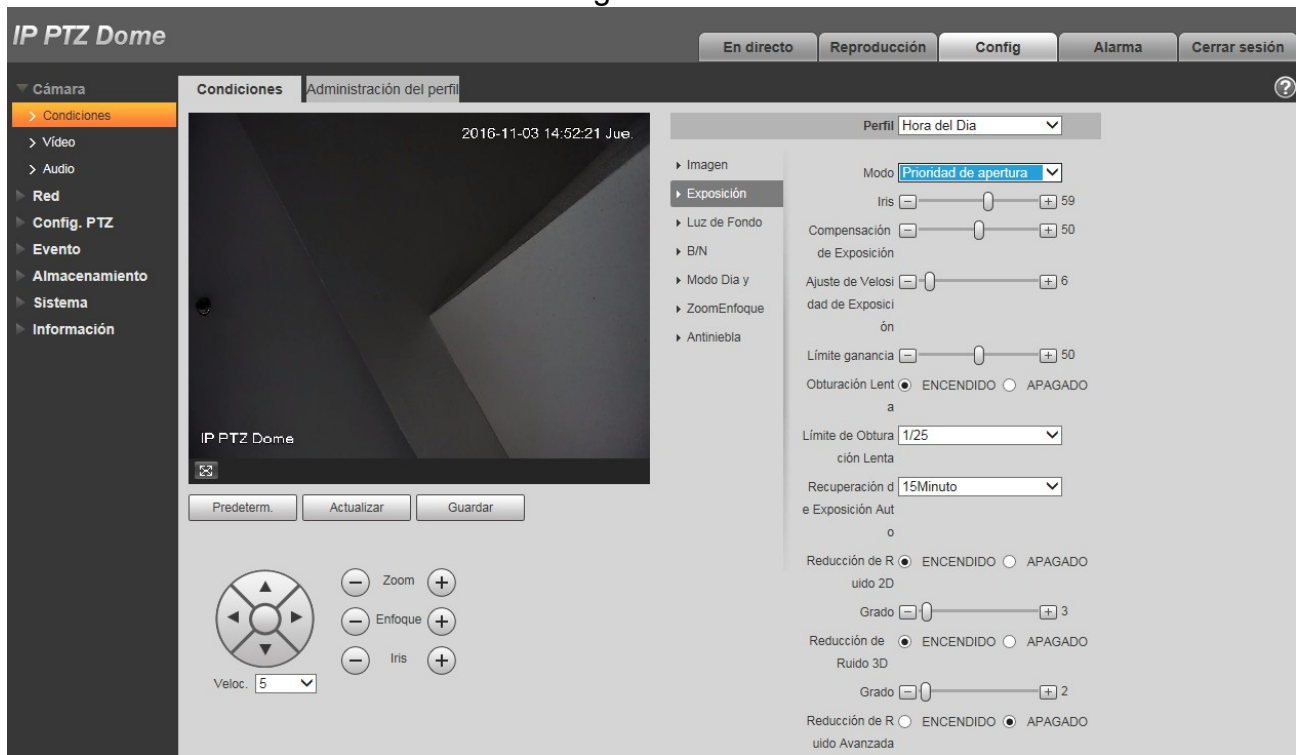 IP PTZ Dome
En directo
Reproducción
Config
Alarma
Cerrar sesión
Cámara
Condiciones
Vídeo
Audio
Red
Config. PTZ
Evento
Almacenamiento
Sistema
Información
Condiciones
Administración del perfil
?
2016-11-03 14:52:21 Jue.
IP PTZ Dome
Predeterm.
Actualizar
Guardar
Zoom
Enfoque
Iris
Veloc. 5
Perfil Hora del Dia
Imagen
Exposición
Luz de Fondo
B/N
Modo Dia y
ZoomEnfoque
Antiniebla
Modo Prioridad de apertura
Iris 59
Compensación 50
de Exposición
Ajuste de Velosi 6
dad de Exposici
ón
Límite ganancia 50
Obturación Lent ENCENDIDO APAGADO
a
Límite de Obtura 1/25
ción Lenta
Recuperación d 15Minuto
e Exposición Aut
o
Reducción de R ENCENDIDO APAGADO
uido 2D
Grado 3
Reducción de ENCENDIDO APAGADO
Ruido 3D
Grado 2
Reducción de R ENCENDIDO APAGADO
uido Avanzada